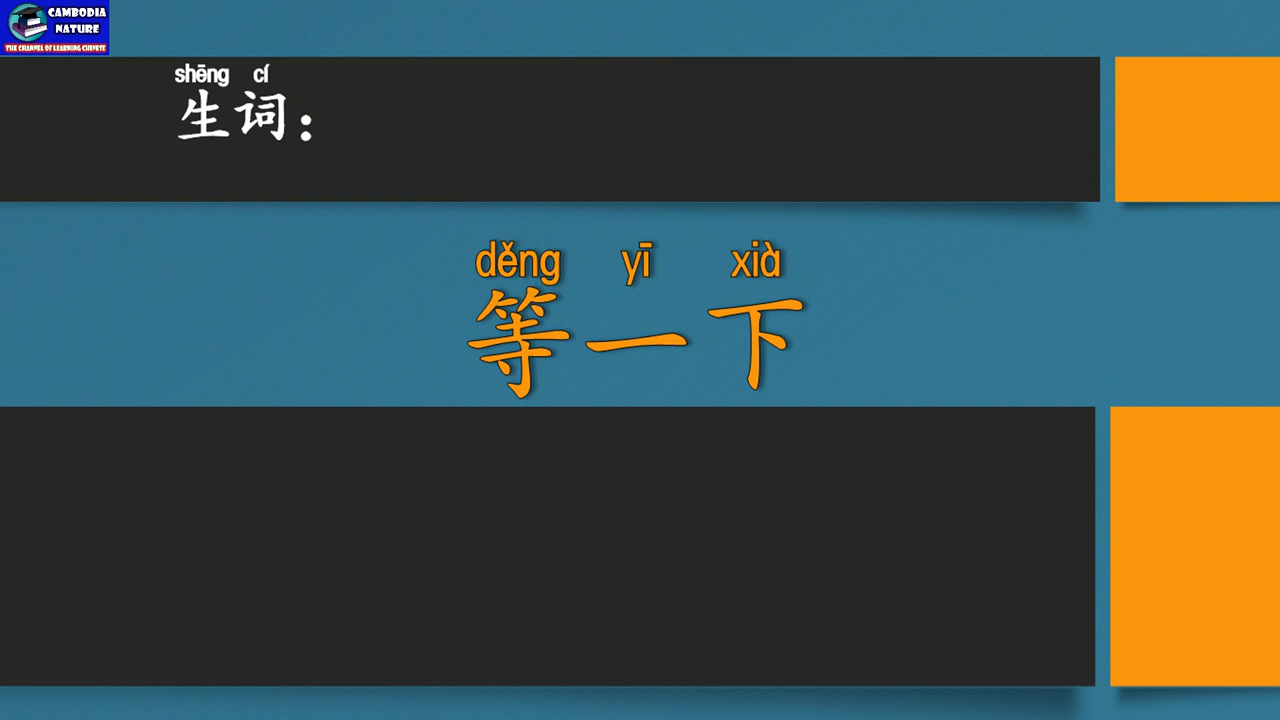 CAMBODIA
NATURE
THE CHANNEL OF LEARNING CHINESE
shēng cí
生词：
děng yī xià
等一下